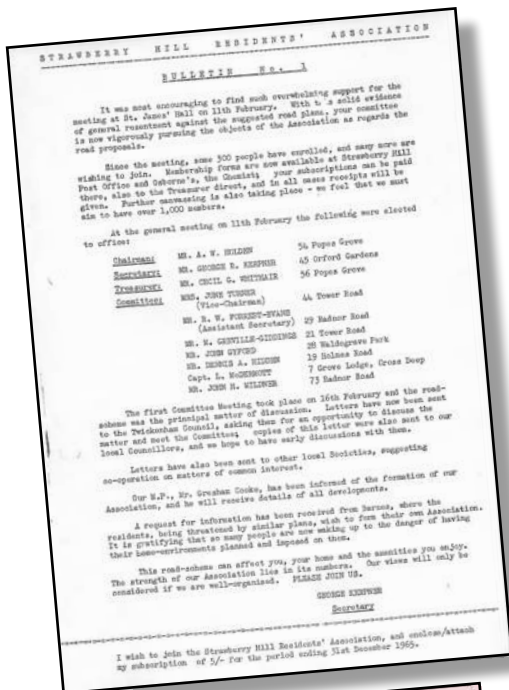 STRAWBERRY HILL RESIDENTS' ASSOCIATION
BULLETIN No. 1
It was most encouraging to find such overwhelming support for the
meeting at St. James' Hall on 11th February. With solid evidence
of general resentment against the suggested road plans, your committee
is now vigorously pursuing the objects of the Association as regards the
road proposals.
Since the meeting, some 300 people have enrolled, and many more are
wishing to join. Membership forms are now available at Strawberry Hill
Post Office and Osborne's, the Chemist; your subscriptions can be paid
there, also to the Treasurer direct, and in all cases receipts will be
given. Further canvassing is also taking place - we feel that we must
aim to have over 1,000 members.
At the general meeting on 11th February the following were elected
to office:
Chairman: MR. A. W. HOLDEN 54 Popes Grove
Secretary: MR. GEORGE E. KERPNER 45 Orford Gardens
Treasurer: MR. CECIL G. WHITHAIR 56 Popes Grove
Committee: MRS. JUNE TURNER 44 Tower Road
(Vice-Chairman)
MR. R. W. FORREST-EVANS 29 Radnor Road
(Assistant Secretary)
MR. N. GREVILLE-GIDDINGS 21 Tower Road
MR. JOHN GYFORD 28 Waldegrave Park
MR. DENNIS A. HIDDEN 19 Holmes Road
Capt. L. McDERMOTT 7 Grove Lodge, Cross Deep
MR. JOHN H. WILDNER 73 Radnor Road
The first Committee Meeting took place on 16th February and the road-
scheme was the principal matter of discussion. Letters have now been sent
to the Twickenham Council, asking them for an opportunity to discuss the
matter and meet the Committee; copies of this letter were also sent to our
local Councillors, and we hope to have early discussions with them.
Letters have also been sent to other local Societies, suggesting
co-operation on matters of common interest.
Our M.P., Mr. Gresham Cooke, has been informed of the formation of our
Association, and he will receive details of all developments.
A request for information has been received from Barnes, where the
residents, being threatened by similar plans, wish to form their own Association.
It is gratifying that so many people are now waking up to the danger of having
their home-environments planned and imposed on them.
This road-scheme can affect you, your home and the amenities you enjoy.
The strength of our Association lies in its numbers. Our views will only be
considered if we are well-organised. PLEASE JOIN US.
GEORGE KERPNER
Secretary
I wish to join the Strawberry Hill Residents' Association, and enclose/attach
my subscription of 5/- for the period ending 31st December 1965.